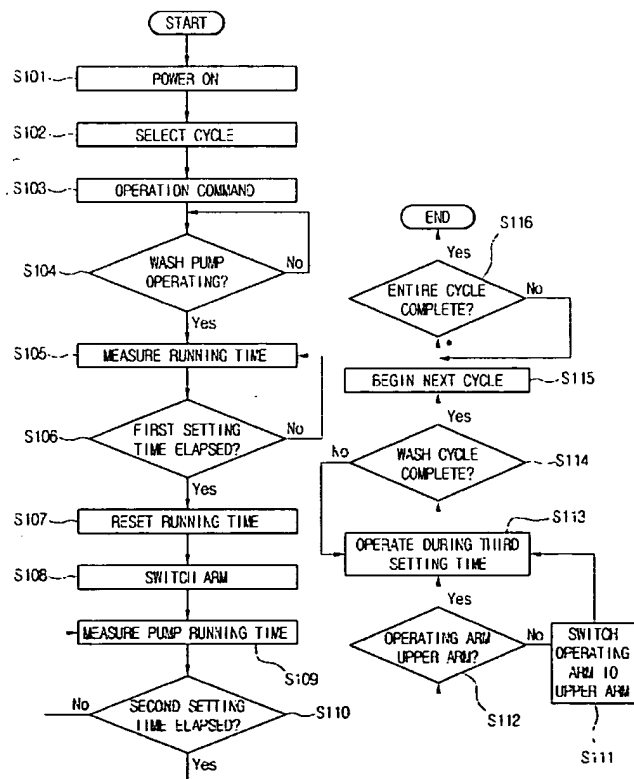 START
S101
POWER ON
S102
SELECT CYCLE
S103
OPERATION COMMAND
S104
WASH PUMP
OPERATING?
No
Yes
S105
MEASURE RUNNING TIME
S106
FIRST SETTING
TIME ELAPSED?
No
Yes
S107
RESET RUNNING TIME
S108
SWITCH ARM
MEASURE PUMP RUNNING TIME
S109
No
SECOND SETTING
TIME ELAPSED?
S110
Yes
END
S116
Yes
ENTIRE CYCLE
COMPLETE?
No
BEGIN NEXT CYCLE
S115
Yes
No
WASH CYCLE
COMPLETE?
S114
S113
OPERATE DURING THIRD
SETTING TIME
Yes
OPERATING ARM
UPPER ARM?
No
S112
SWITCH
OPERATING
ARM TO
UPPER ARM
S111